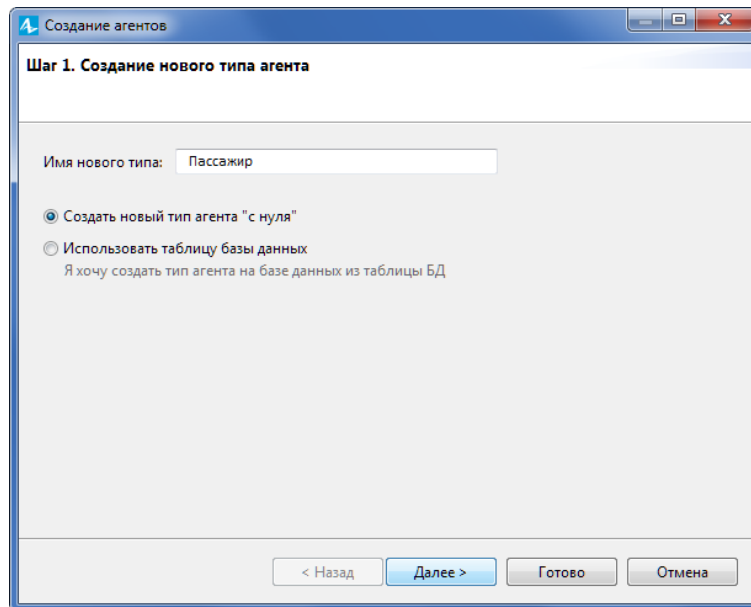 Создание агентов
Шаг 1. Создание нового типа агента
Имя нового типа: Пассажир
Создать новый тип агента "с нуля"
Использовать таблицу базы данных
Я хочу создать тип агента на базе данных из таблицы БД
< Назад Далее > Готово Отмена